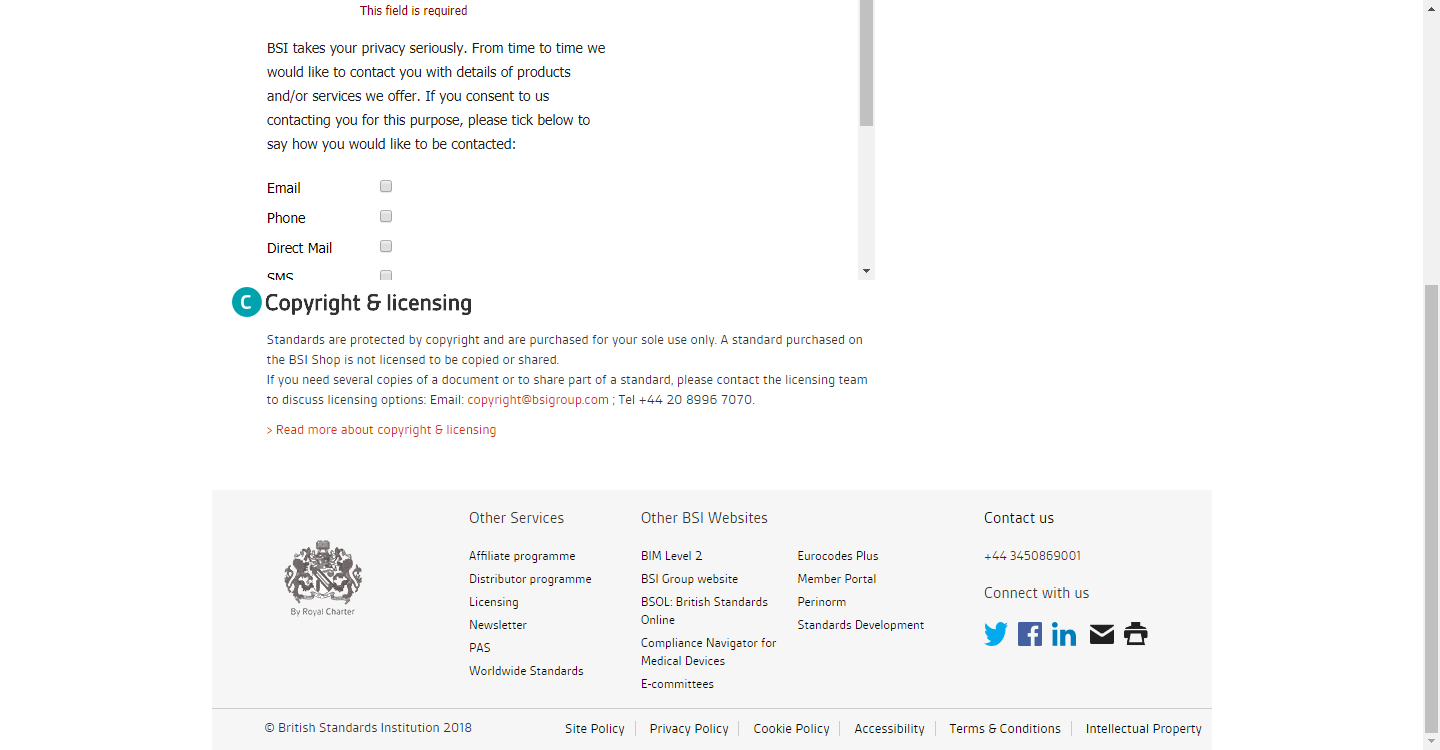 This field is required
BSI takes your privacy seriously. From time to time we
would like to contact you with details of products
and/or services we offer. If you consent to us
contacting you for this purpose, please tick below to
say how you would like to be contacted:
Email
Phone
Direct Mail
SMS
C Copyright & licensing
Standards are protected by copyright and are purchased for your sole use only. A standard purchased on
the BSI Shop is not licensed to be copied or shared.
If you need several copies of a document or to share part of a standard, please contact the licensing team
to discuss licensing options: Email: copyright@bsigroup.com ; Tel +44 20 8996 7070.
> Read more about copyright & licensing
By Royal Charter
Other Services
Affiliate programme
Distributor programme
Licensing
Newsletter
PAS
Worldwide Standards
Other BSI Websites
BIM Level 2
BSI Group website
BSOL: British Standards
Online
Compliance Navigator for
Medical Devices
E-committees
Eurocodes Plus
Member Portal
Perinorm
Standards Development
Contact us
+44 3450869001
Connect with us
© British Standards Institution 2018
Site Policy
Privacy Policy
Cookie Policy
Accessibility
Terms & Conditions
Intellectual Property